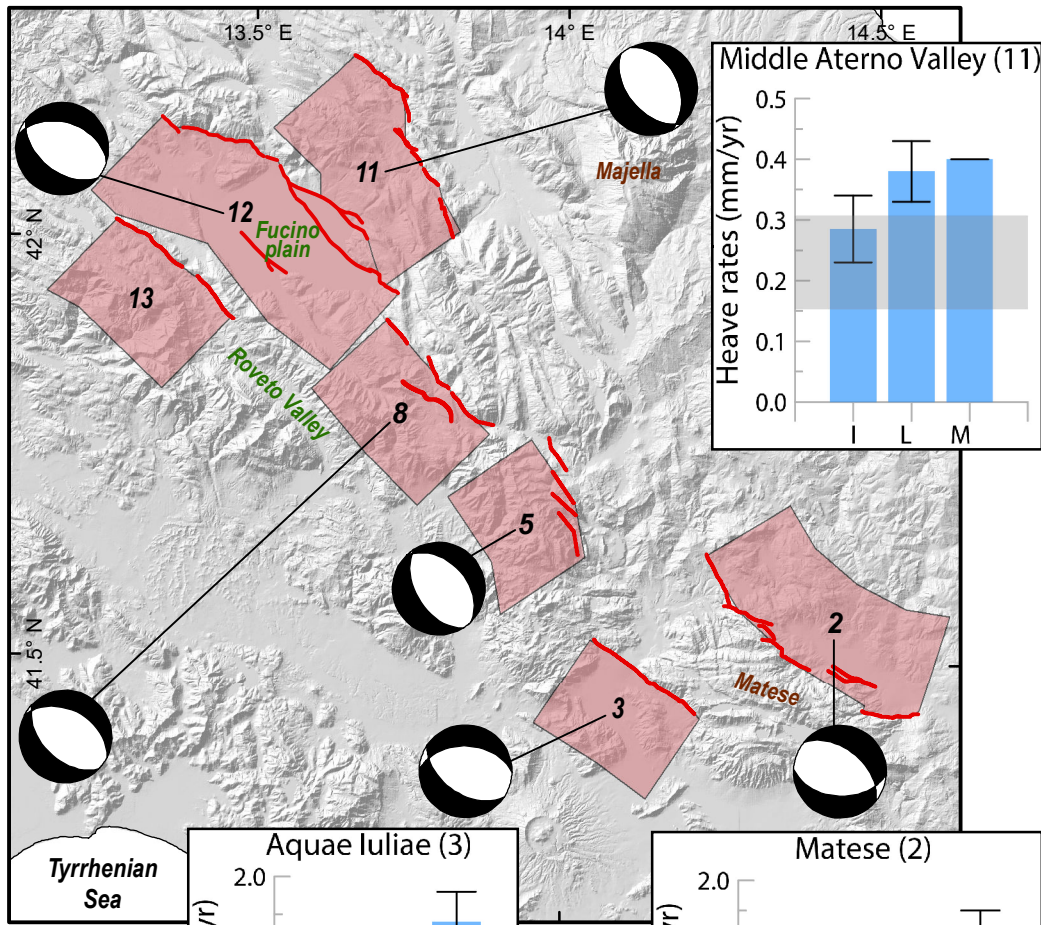 13.5° E
14° E
14.5° E
Middle Aterno Valley (11)
0.5
0.4
0.3
0.2
0.1
0.0
Heave rates (mm/yr)
I L M
42° N
41.5° N
11
Majella
12
Fucino
plain
13
Roveto Valley
8
5
2
Matese
3
Tyrrhenian
Sea
Aquae Iuliae (3)
2.0
yr)
Matese (2)
2.0
yr)